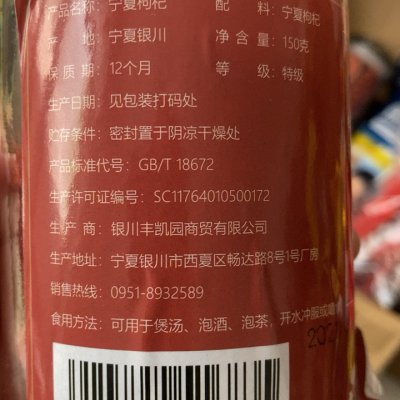 产品名称：宁夏枸杞 配 料：宁夏枸杞
产 地：宁夏银川 净 含 量：150克
保 质 期：12个月 等 级：特级
生产日期：见包装打码处
贮存条件：密封置于阴凉干燥处
产品标准代号：GB/T 18672
生产许可证编号：SC11764010500172
生 产 商：银川丰凯园商贸有限公司
生产地址：宁夏银川市西夏区畅达路8号1号厂房
销售热线：0951-8932589
食用方法：可用于煲汤、泡酒、泡茶，开水冲服或
202